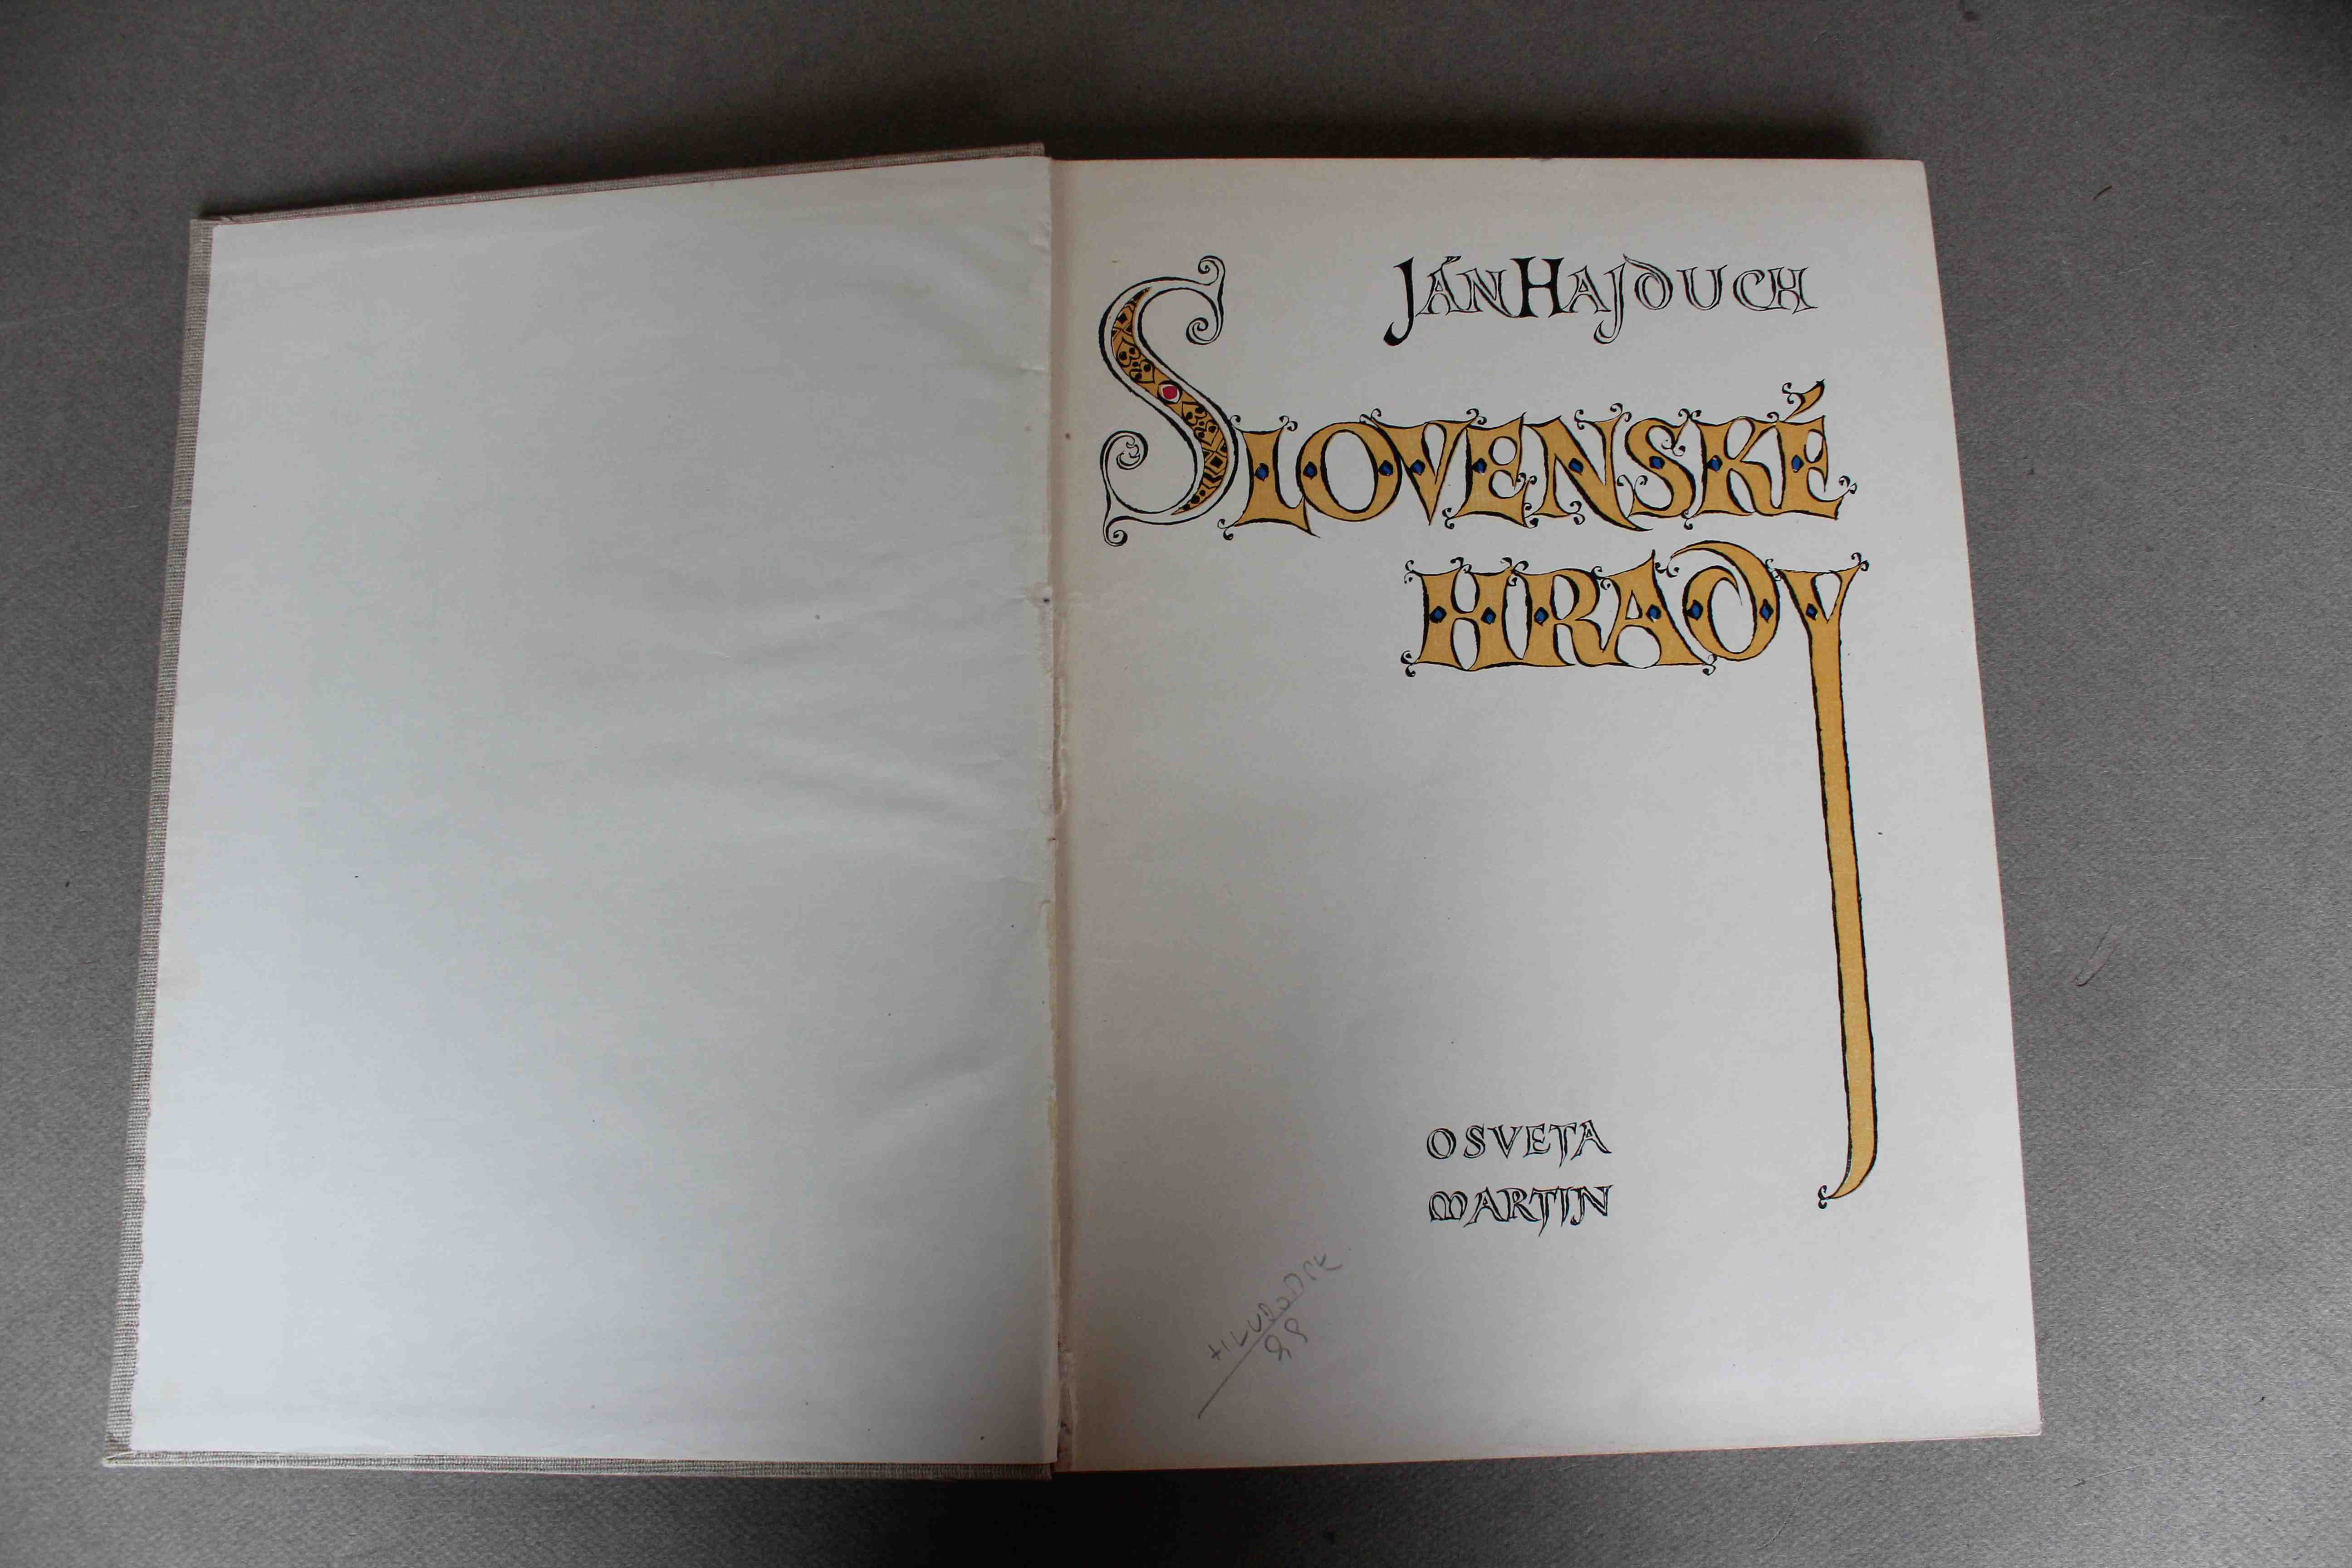 JÁN HAJDUCH
SLOVENSKÉ
HRADY
OSVETA
MARTIN